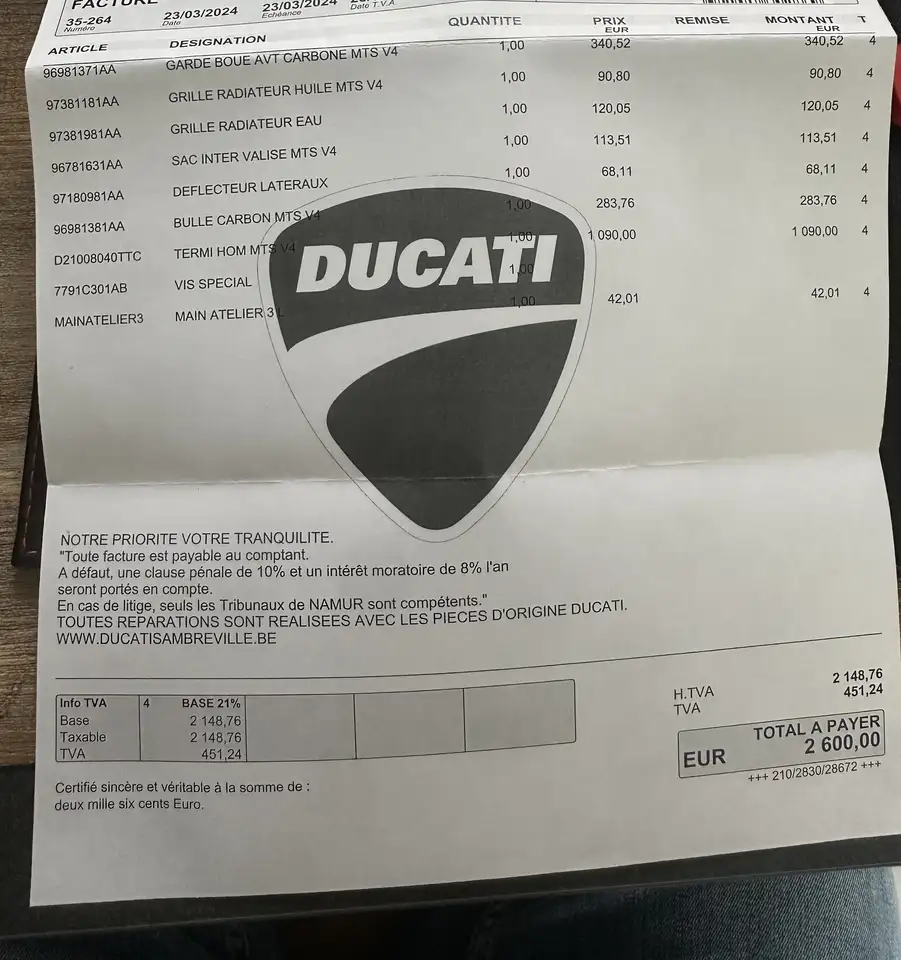 FACTURE
35-264 23/03/2024 23/03/2024
Numéro Date Echéance Date T.V.A
ARTICLE DESIGNATION QUANTITE PRIX EUR REMISE MONTANT EUR T
96981371AA GARDE BOUE AVT CARBONE MTS V4 1,00 340,52 340,52 4
97381181AA GRILLE RADIATEUR HUILE MTS V4 1,00 90,80 90,80 4
97381981AA GRILLE RADIATEUR EAU 1,00 120,05 120,05 4
96781631AA SAC INTER VALISE MTS V4 1,00 113,51 113,51 4
97180981AA DEFLECTEUR LATERAUX 1,00 68,11 68,11 4
96981381AA BULLE CARBON MTS V4 1,00 283,76 283,76 4
D21008040TTC TERMI HOM MTS V4 1,00 1 090,00 1 090,00 4
7791C301AB VIS SPECIAL 1,00
MAINATELIER3 MAIN ATELIER 3 1,00 42,01 42,01 4
DUCATI
NOTRE PRIORITE VOTRE TRANQUILITE.
"Toute facture est payable au comptant.
A défaut, une clause pénale de 10% et un intérêt moratoire de 8% l'an
seront portés en compte.
En cas de litige, seuls les Tribunaux de NAMUR sont compétents."
TOUTES REPARATIONS SONT REALISEES AVEC LES PIECES D'ORIGINE DUCATI.
WWW.DUCATISAMBREVILLE.BE
H.TVA 2 148,76
TVA 451,24
Info TVA 4 BASE 21%
Base 2 148,76
Taxable 2 148,76
TVA 451,24
TOTAL A PAYER
EUR 2 600,00
+++ 210/2830/28672 +++
Certifié sincère et véritable à la somme de :
deux mille six cents Euro.